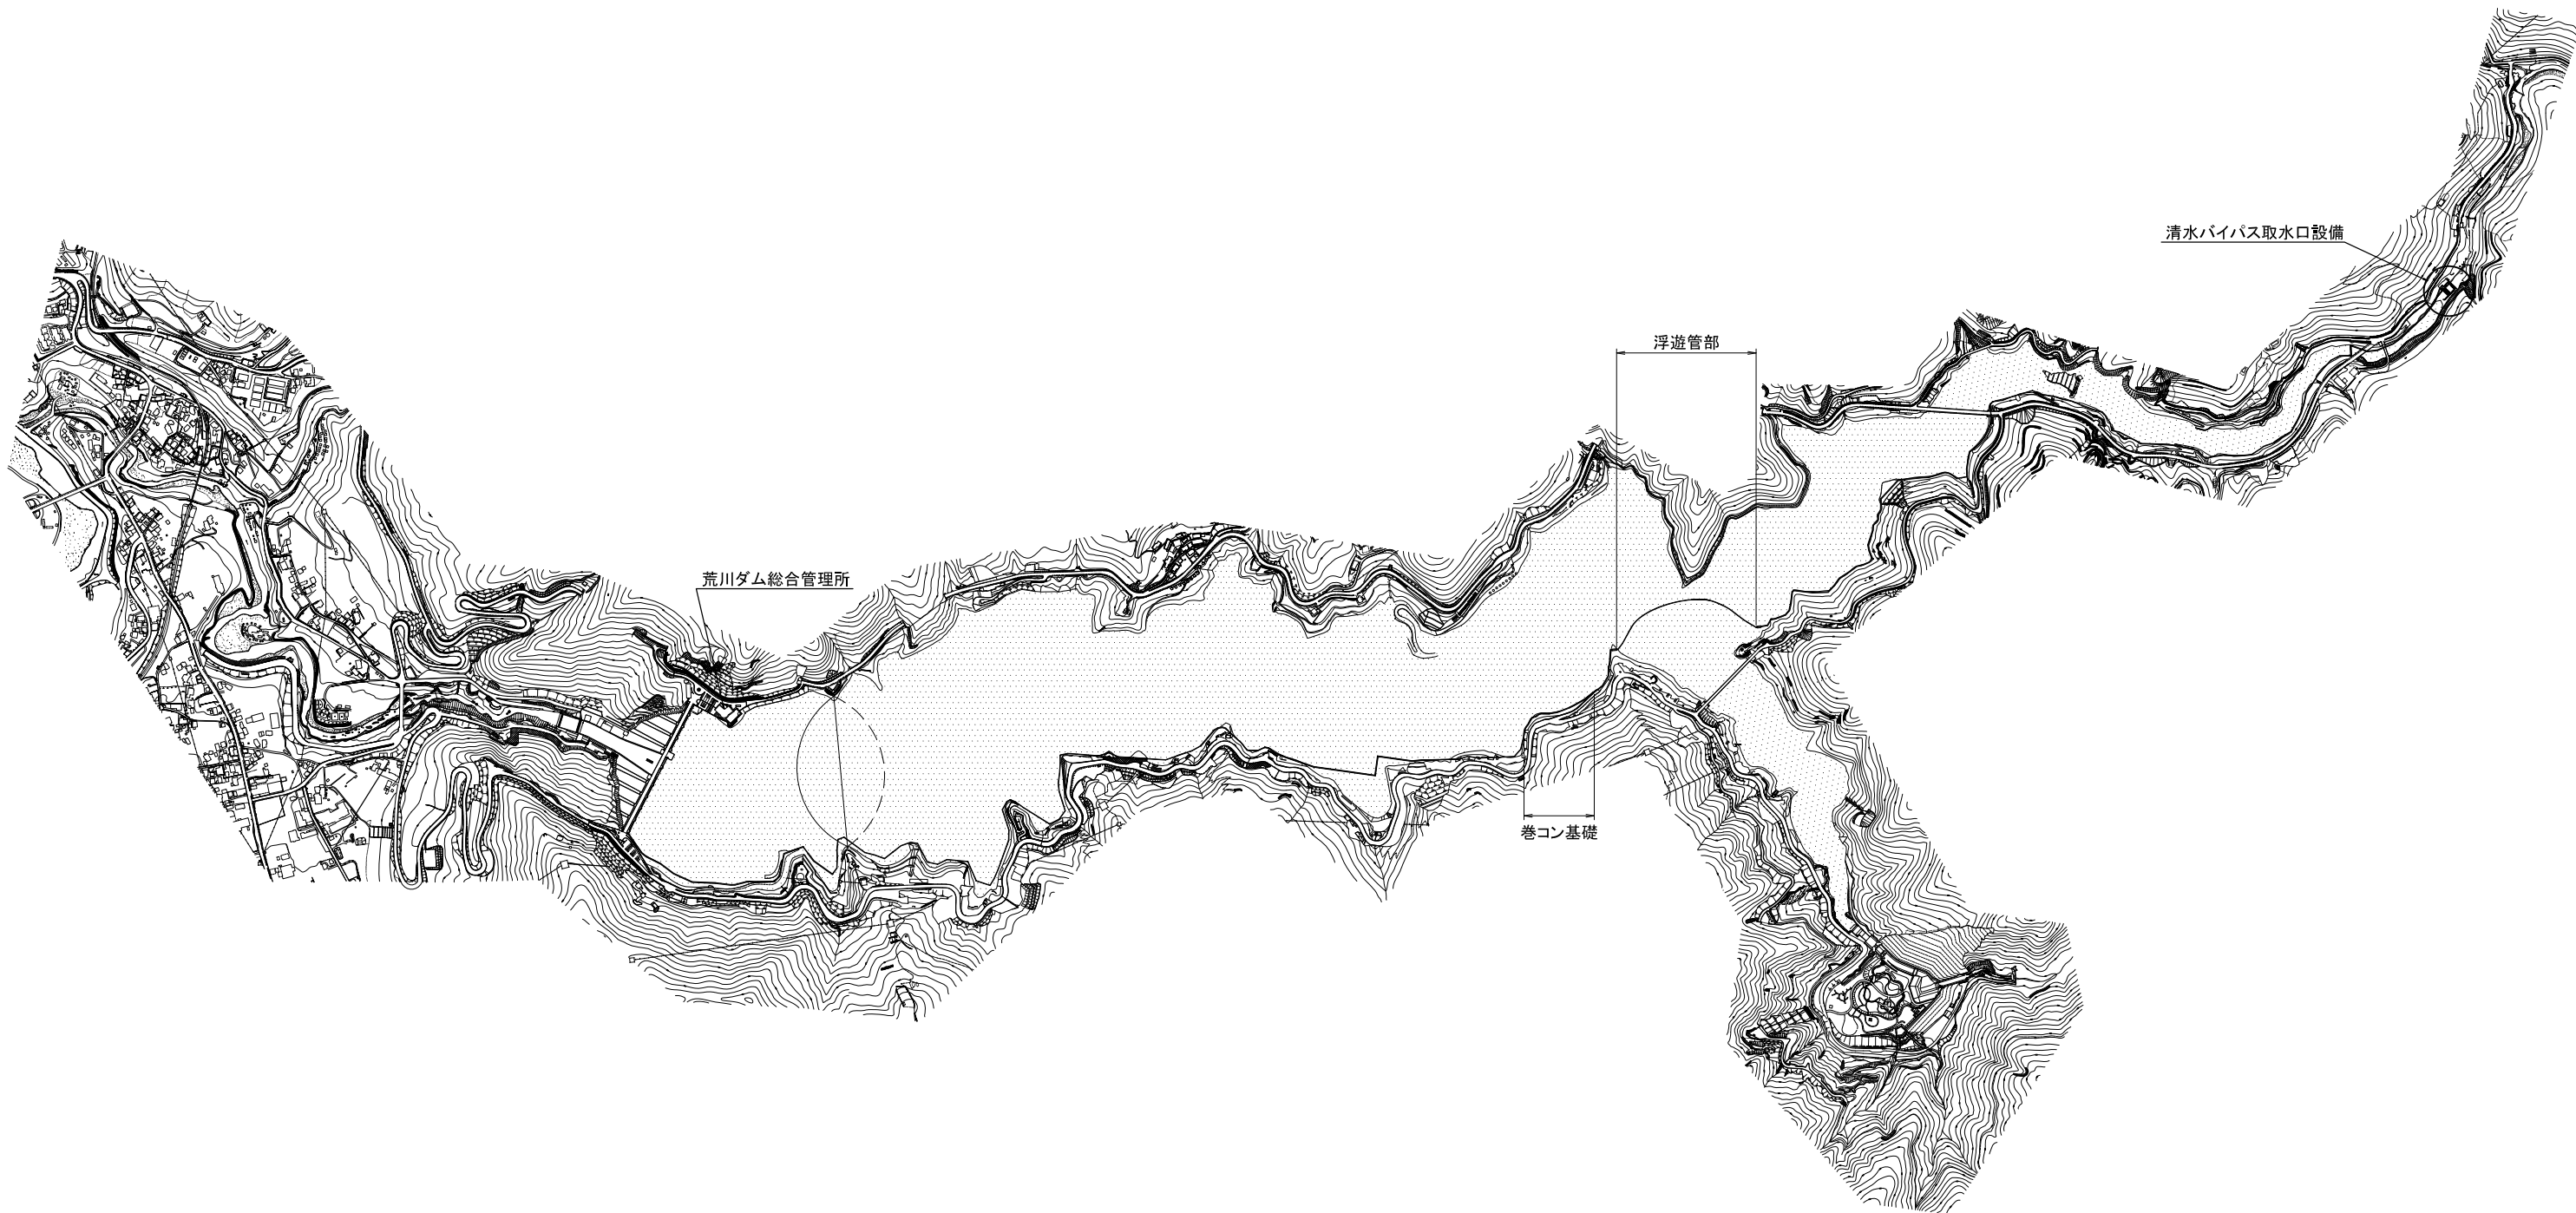 清水バイパス取水口設備
浮遊管部
荒川ダム総合管理所
巻コン基礎